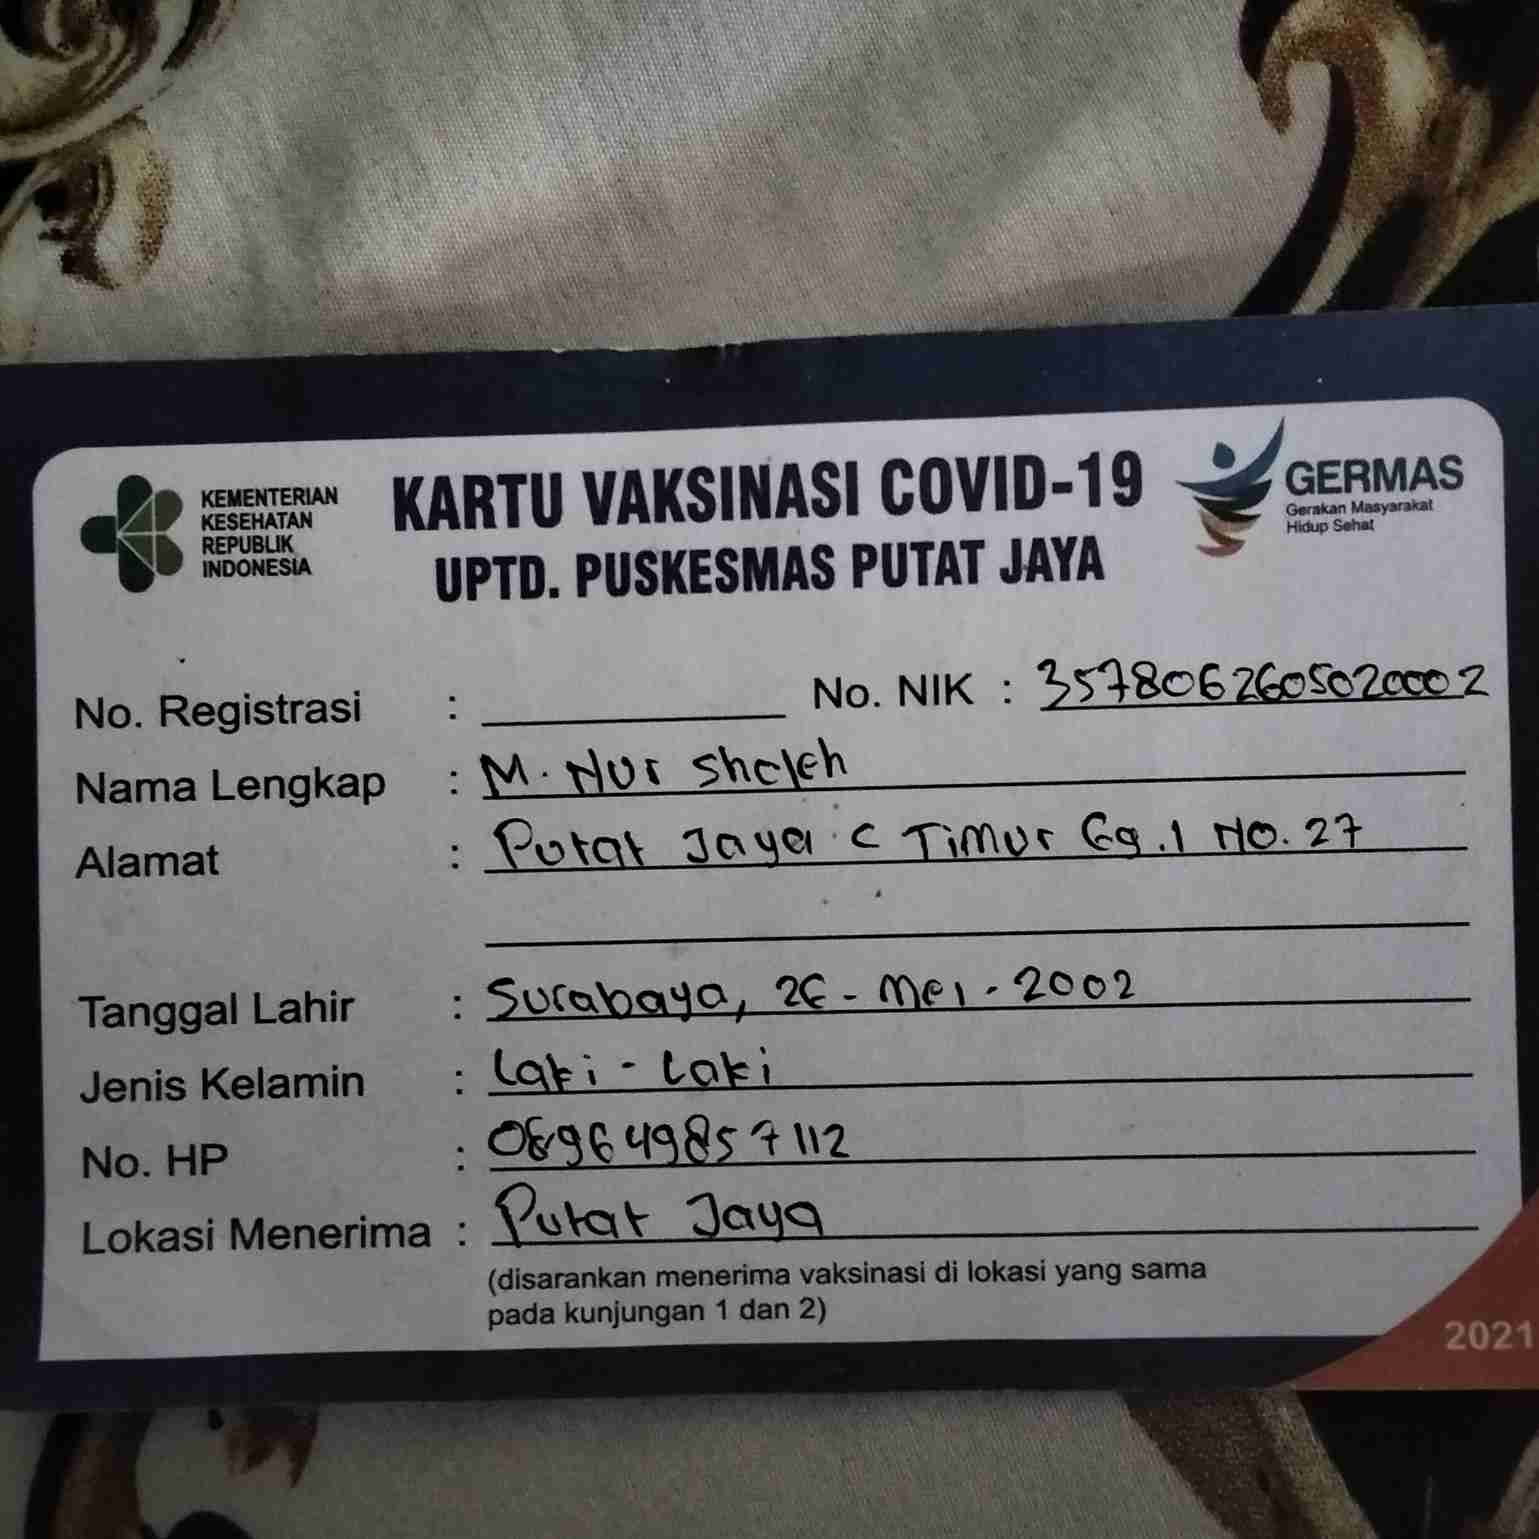 KEMENTERIAN
KESEHATAN
REPUBLIK
INDONESIA
KARTU VAKSINASI COVID-19
UPTD. PUSKESMAS PUTAT JAYA
GERMAS
Gerakan Masyarakat
Hidup Sehat
No. Registrasi : No. NIK : 3578062605020002
Nama Lengkap : M. Nur Sholeh
Alamat : Putat Jaya C Timur Gg. 1 No. 27
Tanggal Lahir : Surabaya, 26 - Mei - 2002
Jenis Kelamin : Laki - Laki
No. HP : 089649857112
Lokasi Menerima : Putat Jaya
(disarankan menerima vaksinasi di lokasi yang sama
pada kunjungan 1 dan 2)
2021